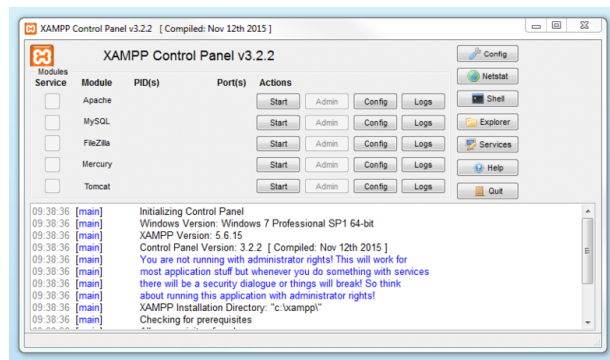 XAMPP Control Panel v3.2.2 [ Compiled: Nov 12th 2015 ]
XAMPP Control Panel v3.2.2
Config
Modules
Service Module PID(s) Port(s) Actions
Netstat
Apache Start Admin Config Logs
Shell
MySQL Start Admin Config Logs
Explorer
FileZilla Start Admin Config Logs
Services
Mercury Start Admin Config Logs
Help
Tomcat Start Admin Config Logs
Quit
09:38:36 [main] Initializing Control Panel
09:38:36 [main] Windows Version: Windows 7 Professional SP1 64-bit
09:38:36 [main] XAMPP Version: 5.6.15
09:38:36 [main] Control Panel Version: 3.2.2 [ Compiled: Nov 12th 2015 ]
09:38:36 [main] You are not running with administrator rights! This will work for
09:38:36 [main] most application stuff but whenever you do something with services
09:38:36 [main] there will be a security dialogue or things will break! So think
09:38:36 [main] about running this application with administrator rights!
09:38:36 [main] XAMPP Installation Directory: "c:\xampp\"
09:38:36 [main] Checking for prerequisites